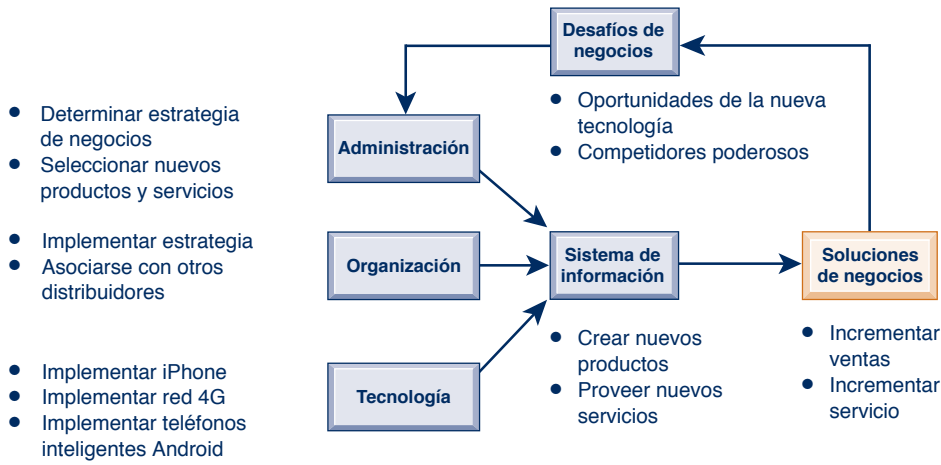 Desafíos de
negocios
• Oportunidades de la nueva
tecnología
• Competidores poderosos
• Determinar estrategia
de negocios
• Seleccionar nuevos
productos y servicios
Administración
• Implementar estrategia
• Asociarse con otros
distribuidores
Organización
Sistema de
información
Soluciones
de negocios
• Crear nuevos
productos
• Proveer nuevos
servicios
• Incrementar
ventas
• Incrementar
servicio
• Implementar iPhone
• Implementar red 4G
• Implementar teléfonos
inteligentes Android
Tecnología